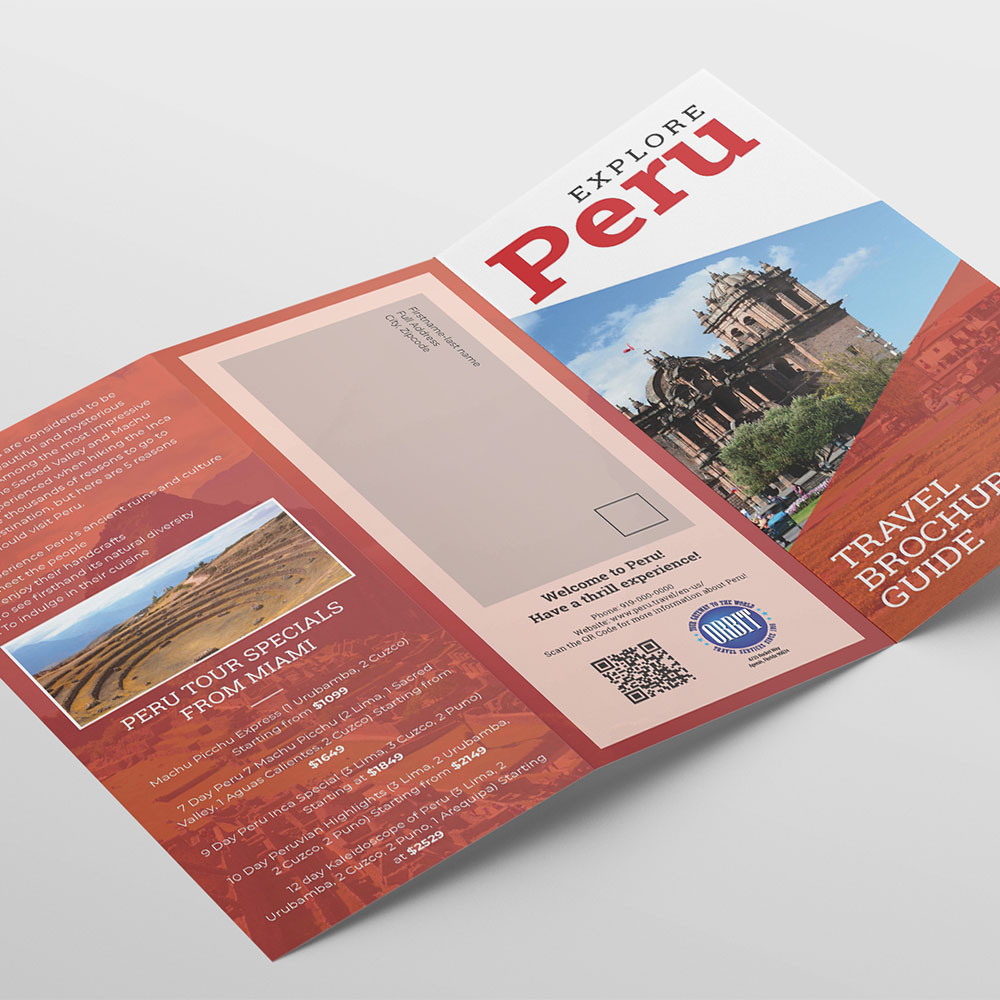 are considered to be
and mysterious
among the most impressive
Sacred Valley and Machu
when hiking the Inca
thousands of reasons to go to
but here are 5 reasons
visit Peru.
Peru's ancient ruins and culture
meet the people
enjoy their handcrafts
to see firsthand its natural diversity
To indulge in their cuisine
PERU TOUR SPECIALS
FROM MIAMI
Machu Picchu Express (1 Urubamba, 2 Cuzco)
Starting from $1099
7 Day Peru 7 Machu Picchu (2 Lima, 1 Sacred
Valley, 1 Aguas Calientes, 2 Cuzco) Starting from:
$1649
9 Day Peru Inca Special (3 Lima, 3 Cuzco, 2 Puno)
Starting at $1849
10 Day Peruvian Highlights (3 Lima, 2 Urubamba,
2 Cuzco, 2 Puno) Starting from $2149
12 day Kaleidoscope of Peru (3 Lima, 2
Urubamba, 2 Cuzco, 2 Puno, 1 Arequipa) Starting
at $2529
Firstname-last name
Full Address
City, Zipcode
Welcome to Peru!
Have a thrill experience!
Phone: 919-000-0000
Website: www.peru.travel/en-us/
Scan the QR Code for more information about Peru!
YOUR GATEWAY TO THE WORLD
ORBIT
TRAVEL SERVICES SINCE
EXPLORE
Peru
TRAVEL
GUIDE